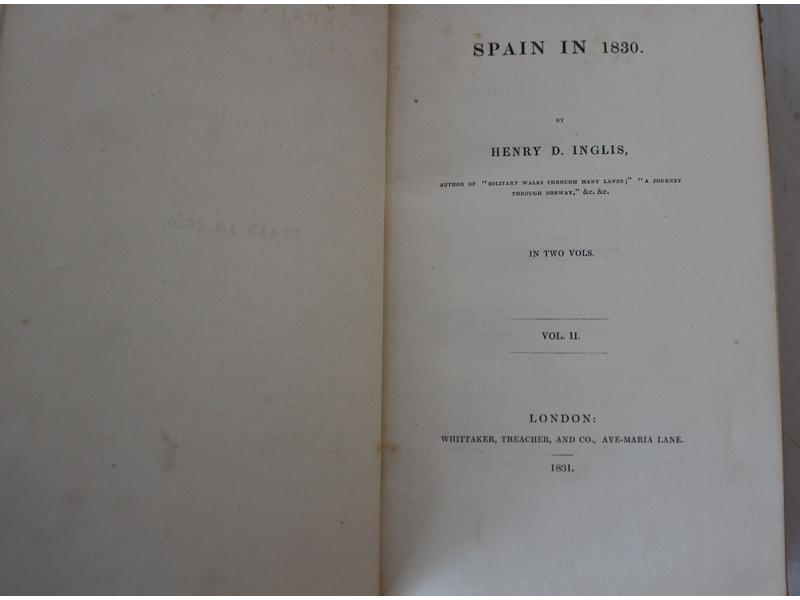 SPAIN IN 1830.
BY
HENRY D. INGLIS,
AUTHOR OF "SOLITARY WALKS THROUGH MANY LANDS;" "A JOURNEY
THROUGH NORWAY," &c. &c.
IN TWO VOLS.
VOL. II.
LONDON:
WHITTAKER, TREACHER, AND CO., AVE-MARIA LANE.
1831.